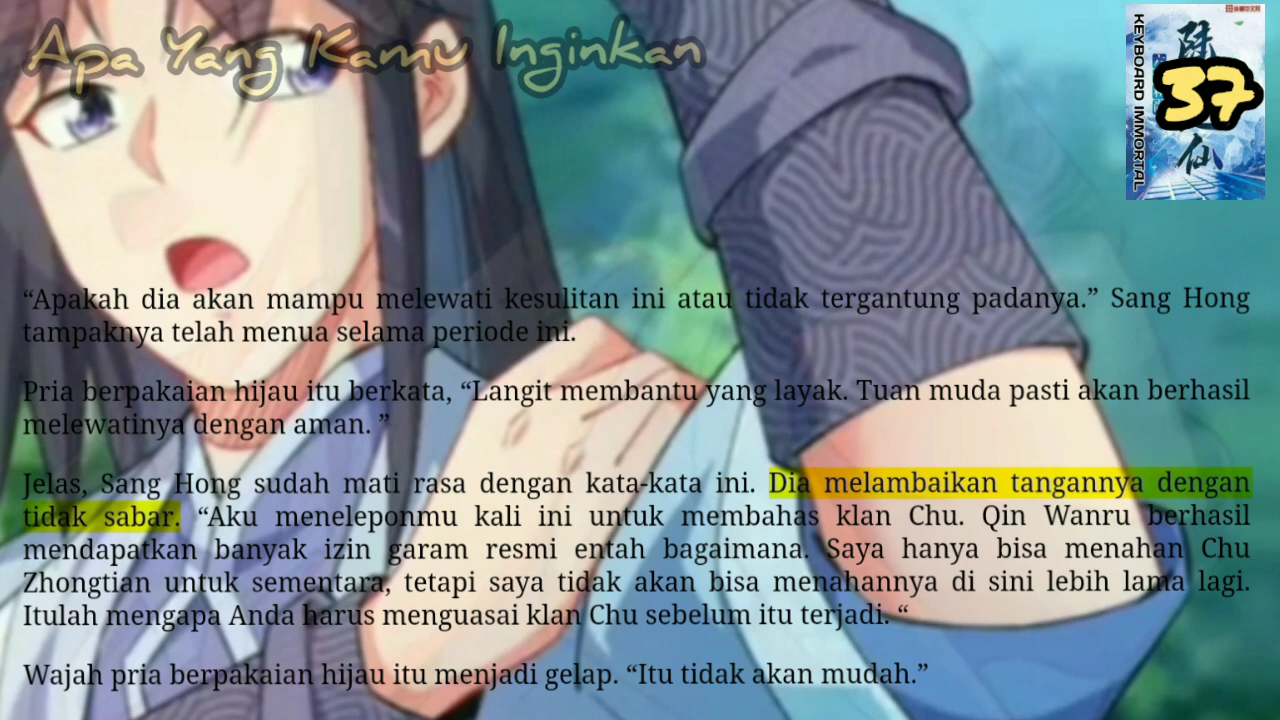 Apa Yang Kamu Inginkan
KEYBOARD IMMORTAL
37
仙
“Apakah dia akan mampu melewati kesulitan ini atau tidak tergantung padanya.” Sang Hong
tampaknya telah menua selama periode ini.
Pria berpakaian hijau itu berkata, “Langit membantu yang layak. Tuan muda pasti akan berhasil
melewatinya dengan aman. ”
Jelas, Sang Hong sudah mati rasa dengan kata-kata ini. Dia melambaikan tangannya dengan
tidak sabar. “Aku meneleponmu kali ini untuk membahas klan Chu. Qin Wanru berhasil
mendapatkan banyak izin garam resmi entah bagaimana. Saya hanya bisa menahan Chu
Zhongtian untuk sementara, tetapi saya tidak akan bisa menahannya di sini lebih lama lagi.
Itulah mengapa Anda harus menguasai klan Chu sebelum itu terjadi. “
Wajah pria berpakaian hijau itu menjadi gelap. “Itu tidak akan mudah.”